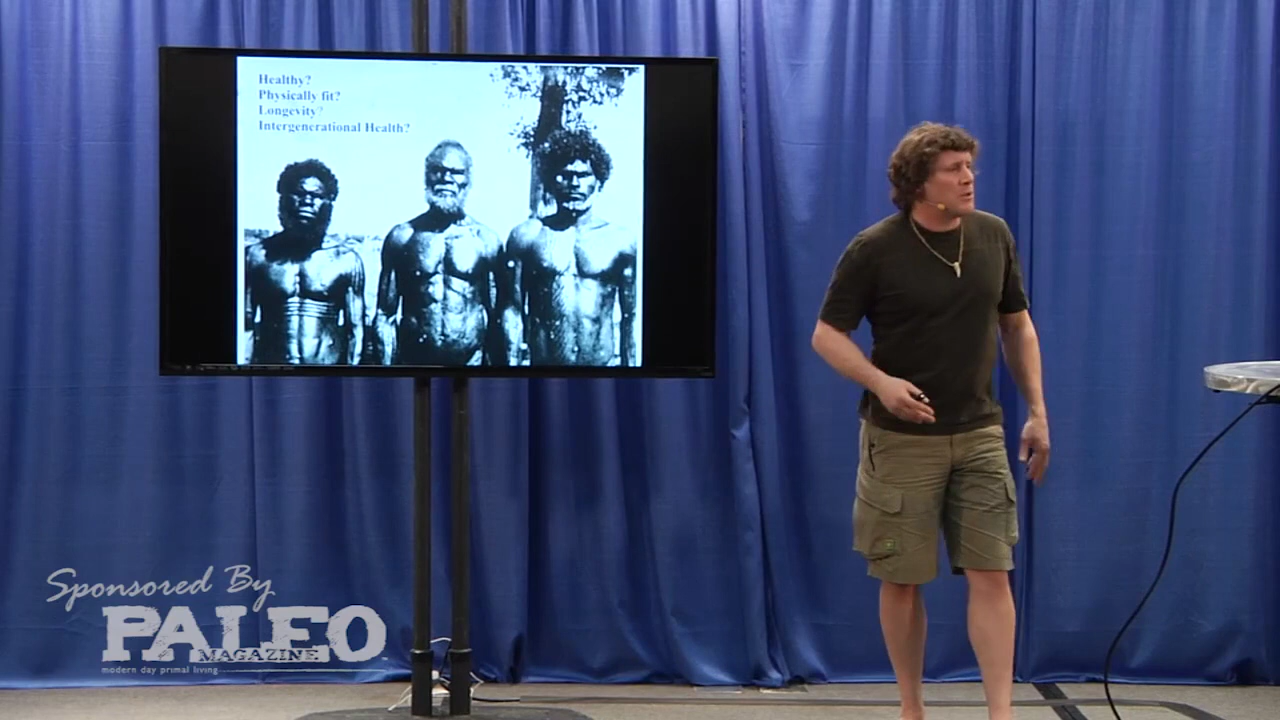 Healthy?
Physically fit?
Longevity?
Intergenerational Health?
Sponsored By
PALEO
MAGAZINE
modern day primal living